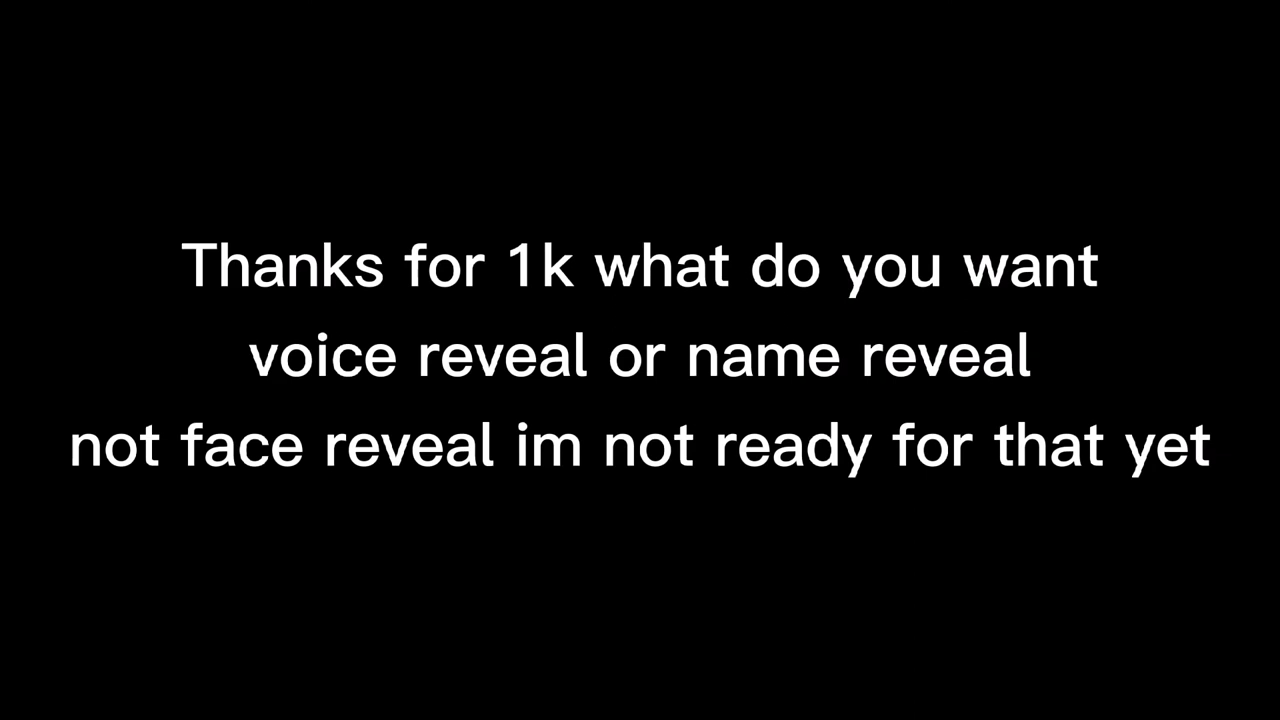 Thanks for 1k what do you want
voice reveal or name reveal
not face reveal im not ready for that yet